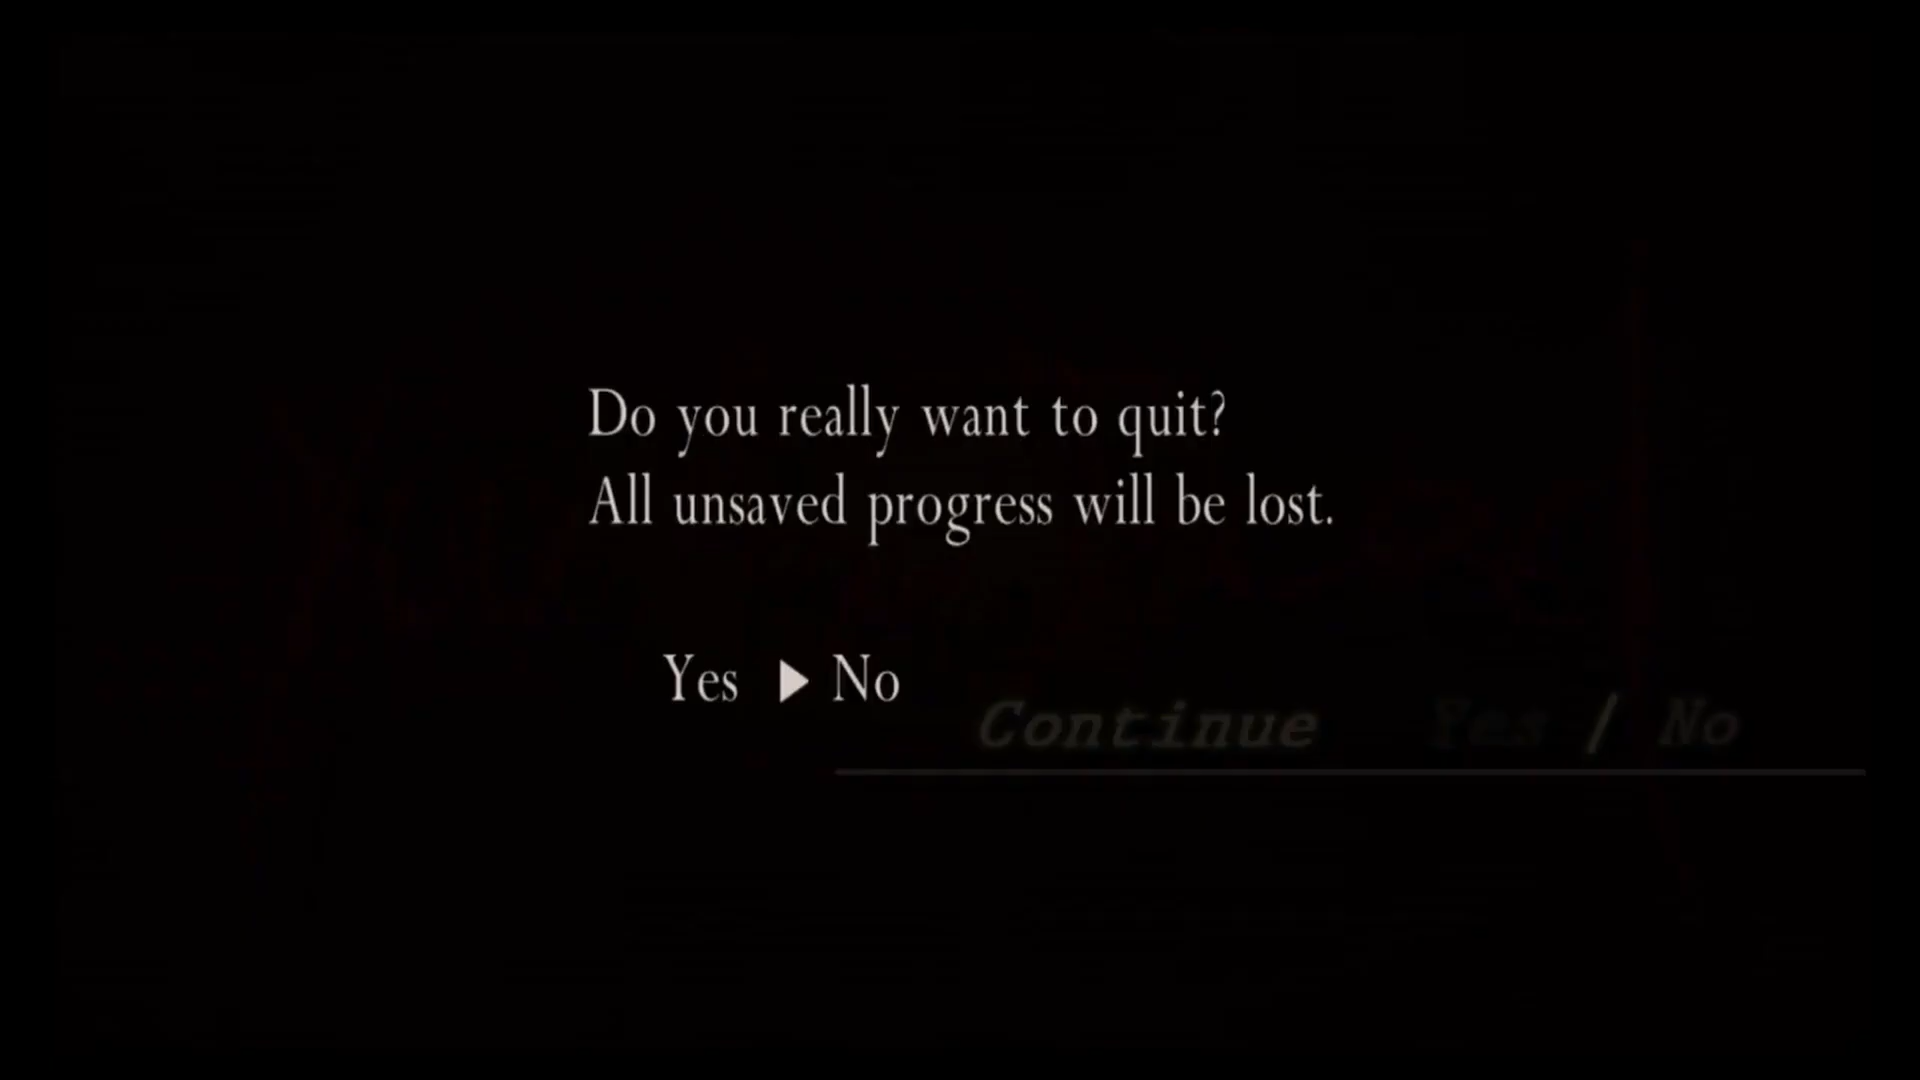 Do you really want to quit?
All unsaved progress will be lost.
Yes ▶ No
Continue Yes / No